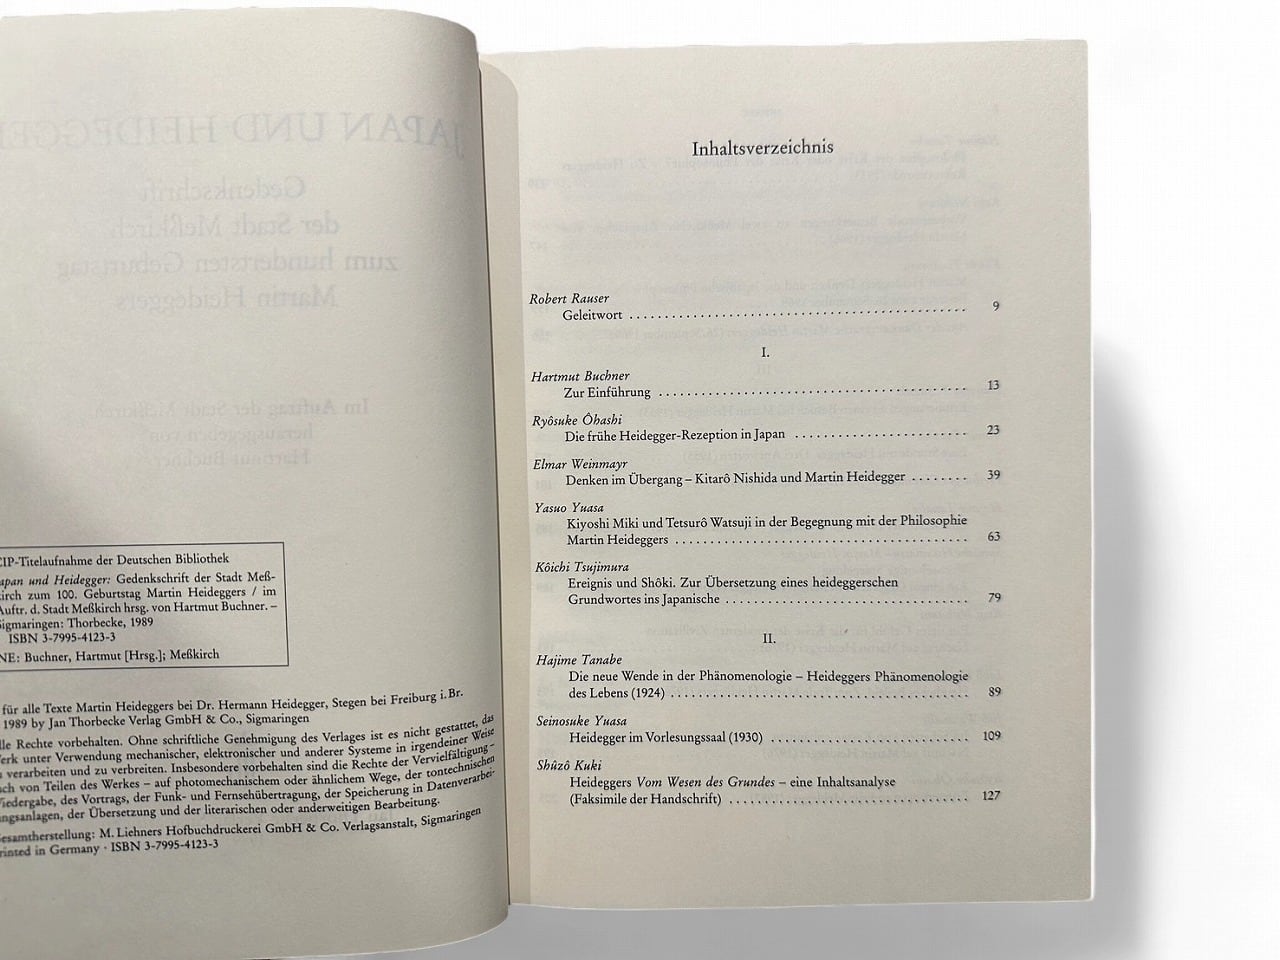 JAPAN UND HEIDEGGER
Gedenkschrift
der Stadt Meßkirch
zum hundertsten Geburtstag
Martin Heideggers
Im Auftrag der Stadt Meßkirch
herausgegeben von
Hartmut Buchner
CIP-Titelaufnahme der Deutschen Bibliothek
Japan und Heidegger: Gedenkschrift der Stadt Meß-
kirch zum 100. Geburtstag Martin Heideggers / im
Auftr. d. Stadt Meßkirch hrsg. von Hartmut Buchner. –
Sigmaringen: Thorbecke, 1989
ISBN 3-7995-4123-3
NE: Buchner, Hartmut [Hrsg.]; Meßkirch
für alle Texte Martin Heideggers bei Dr. Hermann Heidegger, Stegen bei Freiburg i. Br.
1989 by Jan Thorbecke Verlag GmbH & Co., Sigmaringen
lle Rechte vorbehalten. Ohne schriftliche Genehmigung des Verlages ist es nicht gestattet, das
erk unter Verwendung mechanischer, elektronischer und anderer Systeme in irgendeiner Weise
verarbeiten und zu verbreiten. Insbesondere vorbehalten sind die Rechte der Vervielfältigung –
ch von Teilen des Werkes – auf photomechanischem oder ähnlichem Wege, der tontechnischen
iedergabe, des Vortrags, der Funk- und Fernsehübertragung, der Speicherung in Datenverarbei-
ngsanlagen, der Übersetzung und der literarischen oder anderweitigen Bearbeitung.
esamtherstellung: M. Liehners Hofbuchdruckerei GmbH & Co. Verlagsanstalt, Sigmaringen
rinted in Germany · ISBN 3-7995-4123-3
Inhaltsverzeichnis
Robert Rauser
Geleitwort . . . . . . . . . . 9
I.
Hartmut Buchner
Zur Einführung . . . . . . . . . . 13
Ryôsuke Ôhashi
Die frühe Heidegger-Rezeption in Japan . . . . . . . . . . 23
Elmar Weinmayr
Denken im Übergang – Kitarô Nishida und Martin Heidegger . . . . . . . . 39
Yasuo Yuasa
Kiyoshi Miki und Tetsurô Watsuji in der Begegnung mit der Philosophie
Martin Heideggers . . . . . . . . . . 63
Kôichi Tsujimura
Ereignis und Shôki. Zur Übersetzung eines heideggerschen
Grundwortes ins Japanische . . . . . . . . . . 79
II.
Hajime Tanabe
Die neue Wende in der Phänomenologie – Heideggers Phänomenologie
des Lebens (1924) . . . . . . . . . . 89
Seinosuke Yuasa
Heidegger im Vorlesungssaal (1930) . . . . . . . . . . 109
Shûzô Kuki
Heideggers Vom Wesen des Grundes – eine Inhaltsanalyse
(Faksimile der Handschrift) . . . . . . . . . . 127